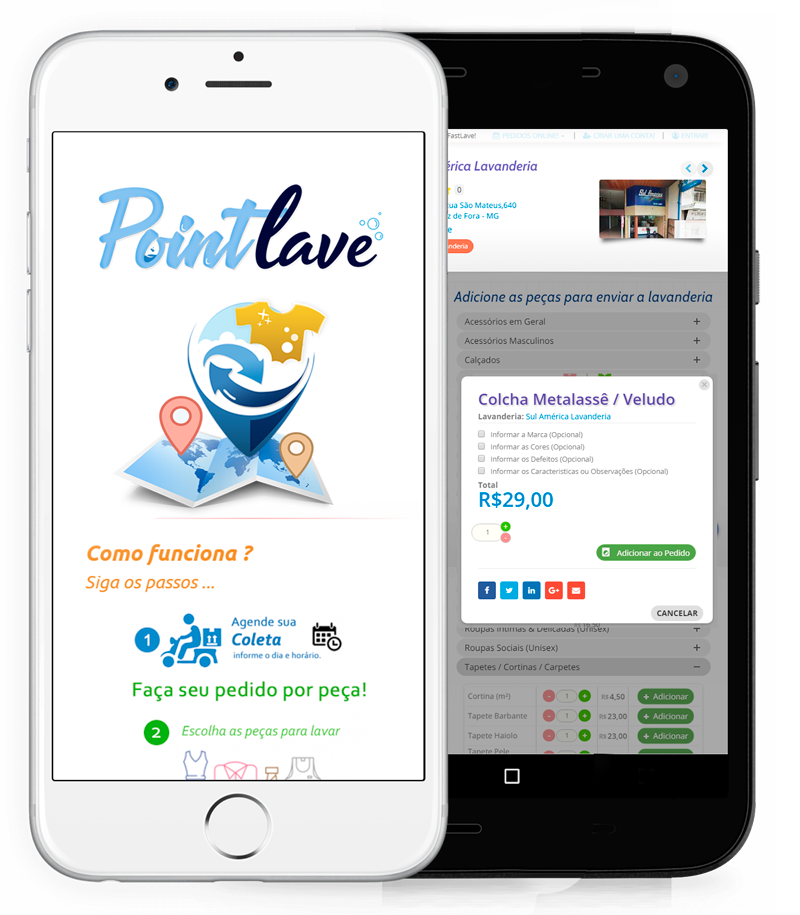 Pointlave
Como funciona ?
Siga os passos ...
1
Agende sua
Coleta
informe o dia e horário.
Faça seu pedido por peça!
2
Escolha as peças para lavar
FastLave!
PEDIDOS ONLINE
CRIAR UMA CONTA
ENTRAR
érica Lavanderia
0
ua São Mateus,640
z de Fora - MG
anderia
Adicione as peças para enviar a lavanderia
Acessórios em Geral +
Acessórios Masculinos +
Calçados +
Colcha Metalassê / Veludo
Lavanderia: Sul América Lavanderia
Informar a Marca (Opcional)
Informar as Cores (Opcional)
Informar os Defeitos (Opcional)
Informar os Caracteristicas ou Observações (Opcional)
Total
R$29,00
1
Adicionar ao Pedido
CANCELAR
Roupas Intimas & Delicadas (Unisex) +
Roupas Sociais (Unisex) +
Tapetes / Cortinas / Carpetes −
Cortina (m²) - 1 + R$ 4,50 + Adicionar
Tapete Barbante - 1 + R$ 23,00 + Adicionar
Tapete Haiolo - 1 + R$ 23,00 + Adicionar
Tapete Pele